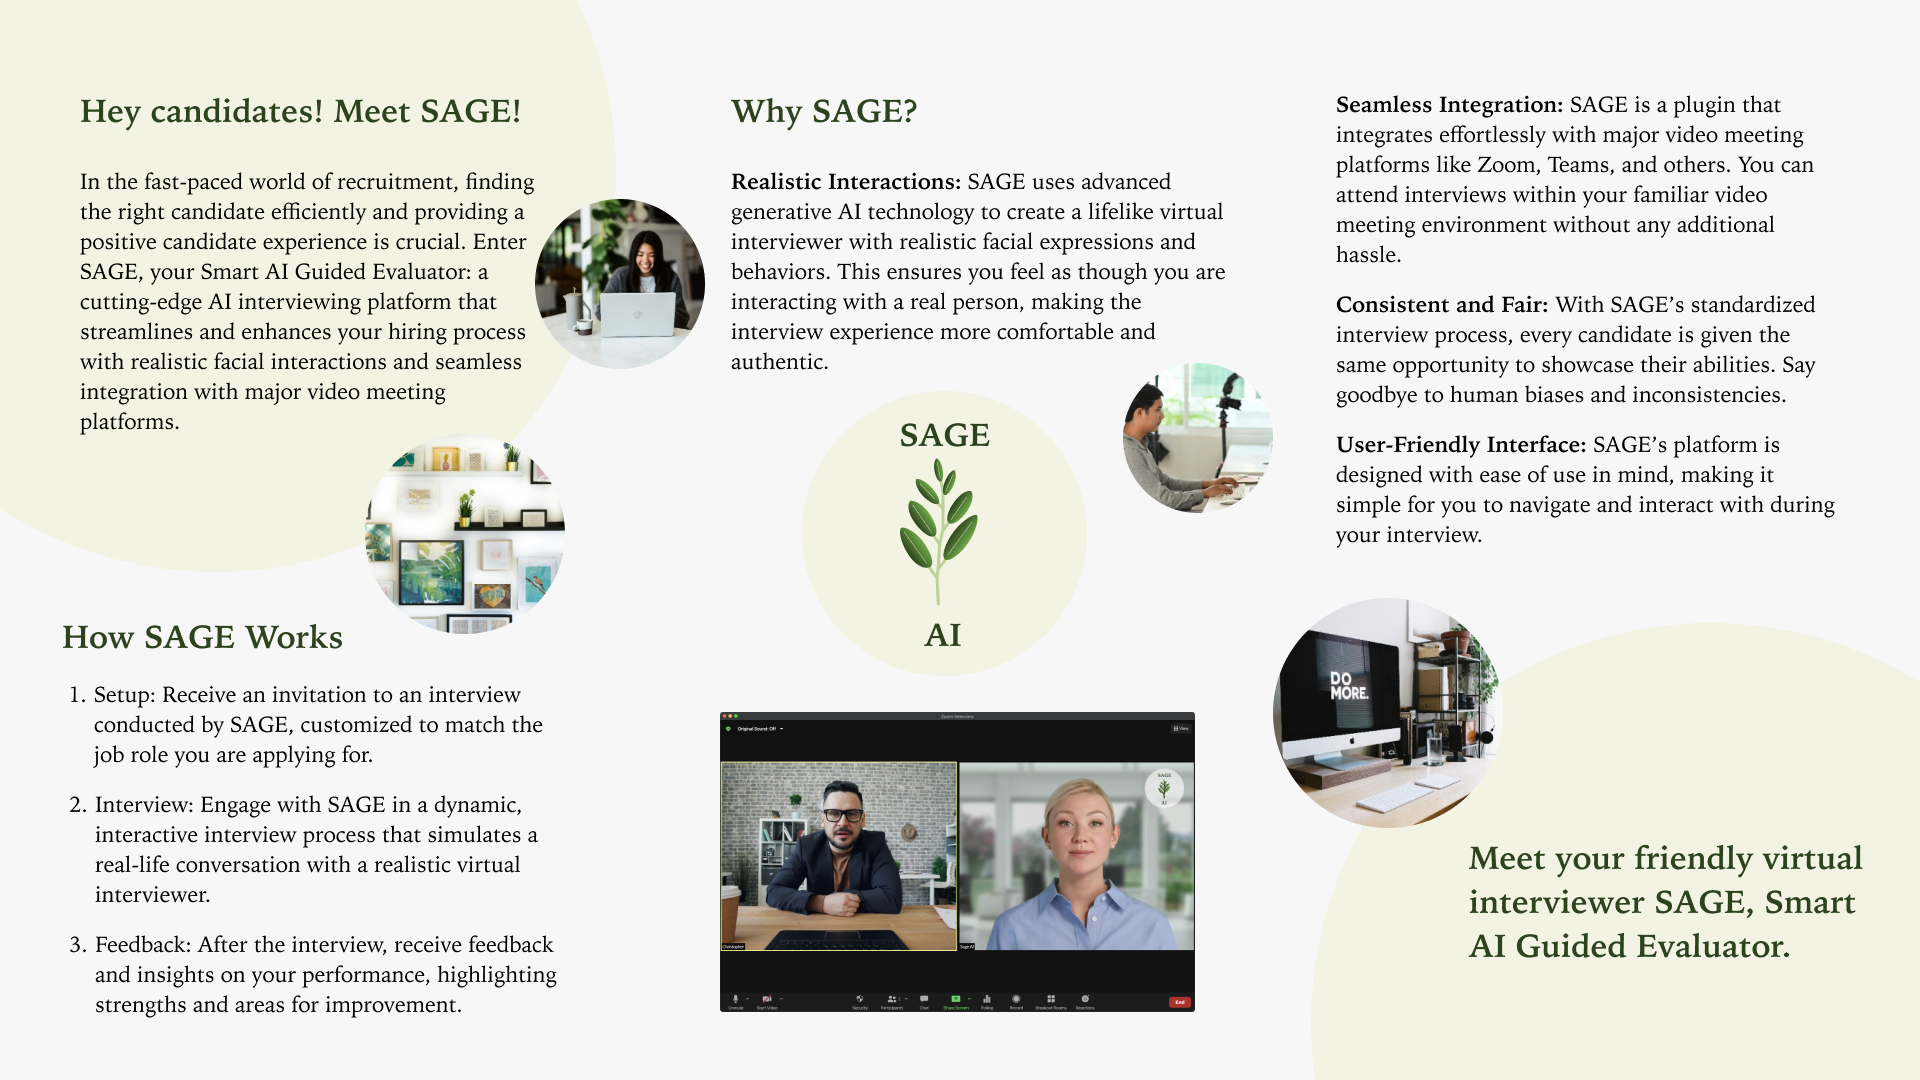 Hey candidates! Meet SAGE!
In the fast-paced world of recruitment, finding
the right candidate efficiently and providing a
positive candidate experience is crucial. Enter
SAGE, your Smart AI Guided Evaluator: a
cutting-edge AI interviewing platform that
streamlines and enhances your hiring process
with realistic facial interactions and seamless
integration with major video meeting
platforms.
How SAGE Works
1. Setup: Receive an invitation to an interview
conducted by SAGE, customized to match the
job role you are applying for.
2. Interview: Engage with SAGE in a dynamic,
interactive interview process that simulates a
real-life conversation with a realistic virtual
interviewer.
3. Feedback: After the interview, receive feedback
and insights on your performance, highlighting
strengths and areas for improvement.
Why SAGE?
Realistic Interactions: SAGE uses advanced
generative AI technology to create a lifelike virtual
interviewer with realistic facial expressions and
behaviors. This ensures you feel as though you are
interacting with a real person, making the
interview experience more comfortable and
authentic.
SAGE
AI
Zoom Interview
Original Sound: Off
View
SAGE
AI
Christopher
Sage AI
Unmute
Start Video
Security
Participants
Chat
Share Screen
Polling
Record
Breakout Rooms
Reactions
End
Seamless Integration: SAGE is a plugin that
integrates effortlessly with major video meeting
platforms like Zoom, Teams, and others. You can
attend interviews within your familiar video
meeting environment without any additional
hassle.
Consistent and Fair: With SAGE’s standardized
interview process, every candidate is given the
same opportunity to showcase their abilities. Say
goodbye to human biases and inconsistencies.
User-Friendly Interface: SAGE’s platform is
designed with ease of use in mind, making it
simple for you to navigate and interact with during
your interview.
DO
MORE.
Meet your friendly virtual
interviewer SAGE, Smart
AI Guided Evaluator.